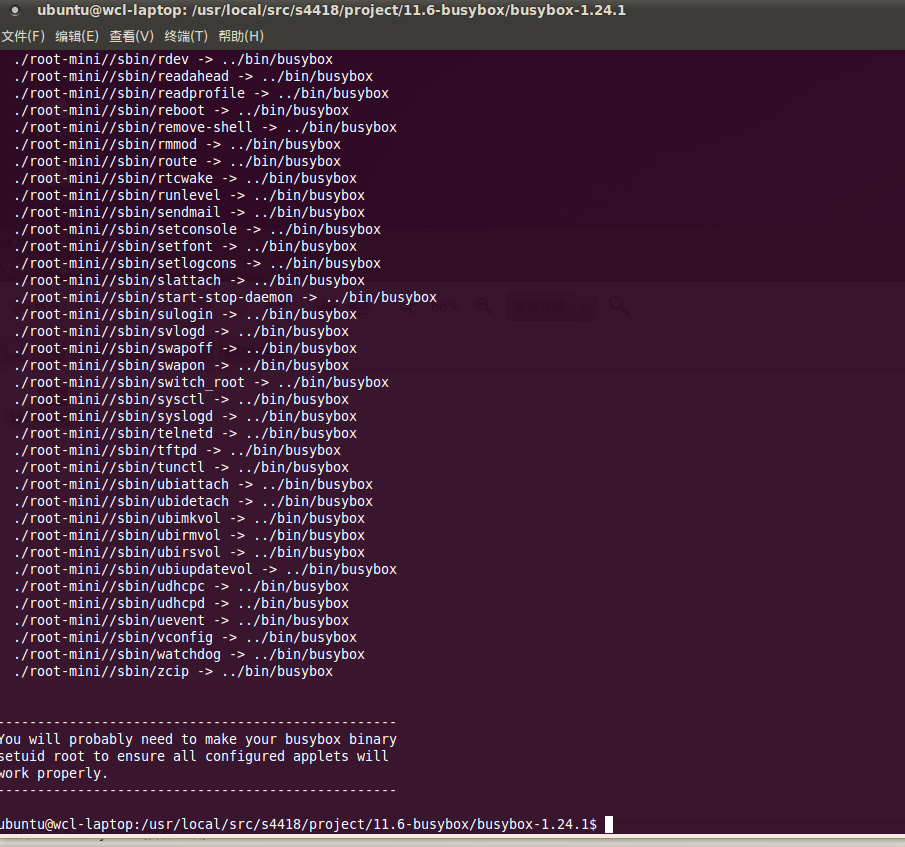 ubuntu@wcl-laptop: /usr/local/src/s4418/project/11.6-busybox/busybox-1.24.1
文件(F) 编辑(E) 查看(V) 终端(T) 帮助(H)
./root-mini//sbin/rdev -> ../bin/busybox
./root-mini//sbin/readahead -> ../bin/busybox
./root-mini//sbin/readprofile -> ../bin/busybox
./root-mini//sbin/reboot -> ../bin/busybox
./root-mini//sbin/remove-shell -> ../bin/busybox
./root-mini//sbin/rmmod -> ../bin/busybox
./root-mini//sbin/route -> ../bin/busybox
./root-mini//sbin/rtcwake -> ../bin/busybox
./root-mini//sbin/runlevel -> ../bin/busybox
./root-mini//sbin/sendmail -> ../bin/busybox
./root-mini//sbin/setconsole -> ../bin/busybox
./root-mini//sbin/setfont -> ../bin/busybox
./root-mini//sbin/setlogcons -> ../bin/busybox
./root-mini//sbin/slattach -> ../bin/busybox
./root-mini//sbin/start-stop-daemon -> ../bin/busybox
./root-mini//sbin/sulogin -> ../bin/busybox
./root-mini//sbin/svlogd -> ../bin/busybox
./root-mini//sbin/swapoff -> ../bin/busybox
./root-mini//sbin/swapon -> ../bin/busybox
./root-mini//sbin/switch_root -> ../bin/busybox
./root-mini//sbin/sysctl -> ../bin/busybox
./root-mini//sbin/syslogd -> ../bin/busybox
./root-mini//sbin/telnetd -> ../bin/busybox
./root-mini//sbin/tftpd -> ../bin/busybox
./root-mini//sbin/tunctl -> ../bin/busybox
./root-mini//sbin/ubiattach -> ../bin/busybox
./root-mini//sbin/ubidetach -> ../bin/busybox
./root-mini//sbin/ubimkvol -> ../bin/busybox
./root-mini//sbin/ubirmvol -> ../bin/busybox
./root-mini//sbin/ubirsvol -> ../bin/busybox
./root-mini//sbin/ubiupdatevol -> ../bin/busybox
./root-mini//sbin/udhcpc -> ../bin/busybox
./root-mini//sbin/udhcpd -> ../bin/busybox
./root-mini//sbin/uevent -> ../bin/busybox
./root-mini//sbin/vconfig -> ../bin/busybox
./root-mini//sbin/watchdog -> ../bin/busybox
./root-mini//sbin/zcip -> ../bin/busybox
--------------------------------------------------
You will probably need to make your busybox binary
setuid root to ensure all configured applets will
work properly.
--------------------------------------------------
ubuntu@wcl-laptop:/usr/local/src/s4418/project/11.6-busybox/busybox-1.24.1$